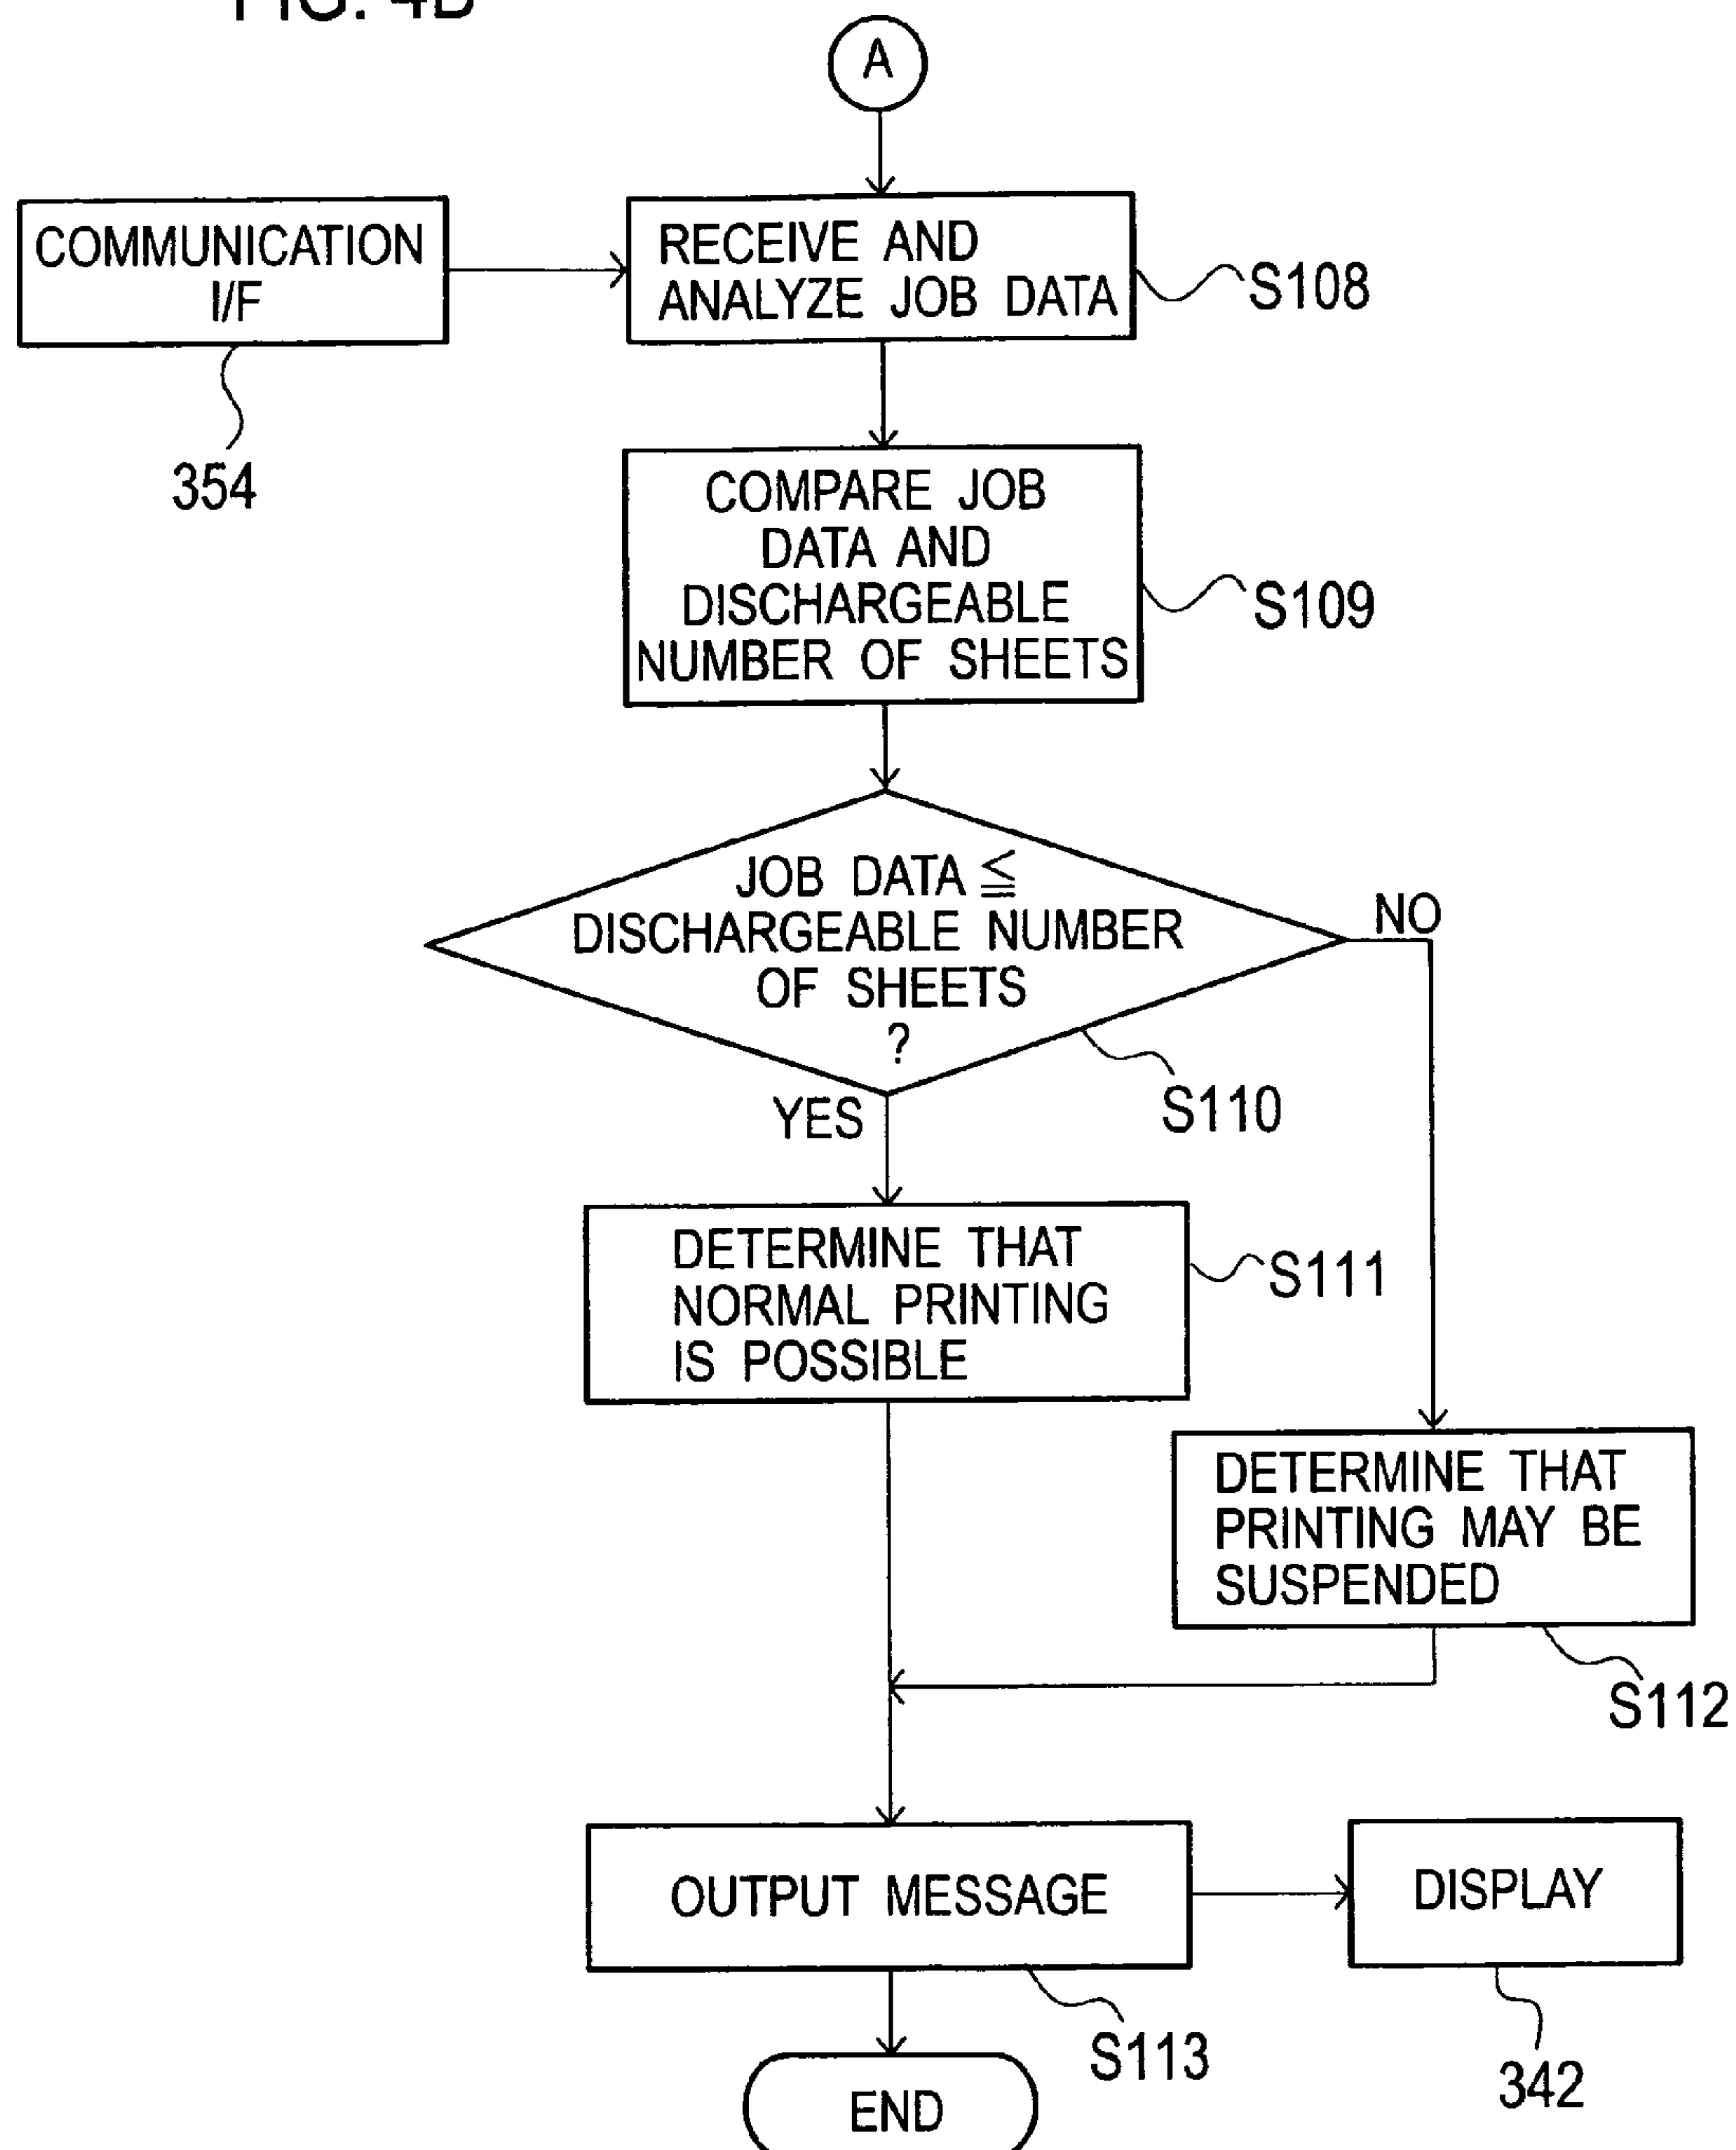 FIG. 4B
A
COMMUNICATION
I/F
354
RECEIVE AND
ANALYZE JOB DATA
S108
COMPARE JOB
DATA AND
DISCHARGEABLE
NUMBER OF SHEETS
S109
JOB DATA ≦
DISCHARGEABLE NUMBER
OF SHEETS
?
NO
S110
YES
DETERMINE THAT
NORMAL PRINTING
IS POSSIBLE
S111
DETERMINE THAT
PRINTING MAY BE
SUSPENDED
S112
OUTPUT MESSAGE
DISPLAY
S113
342
END